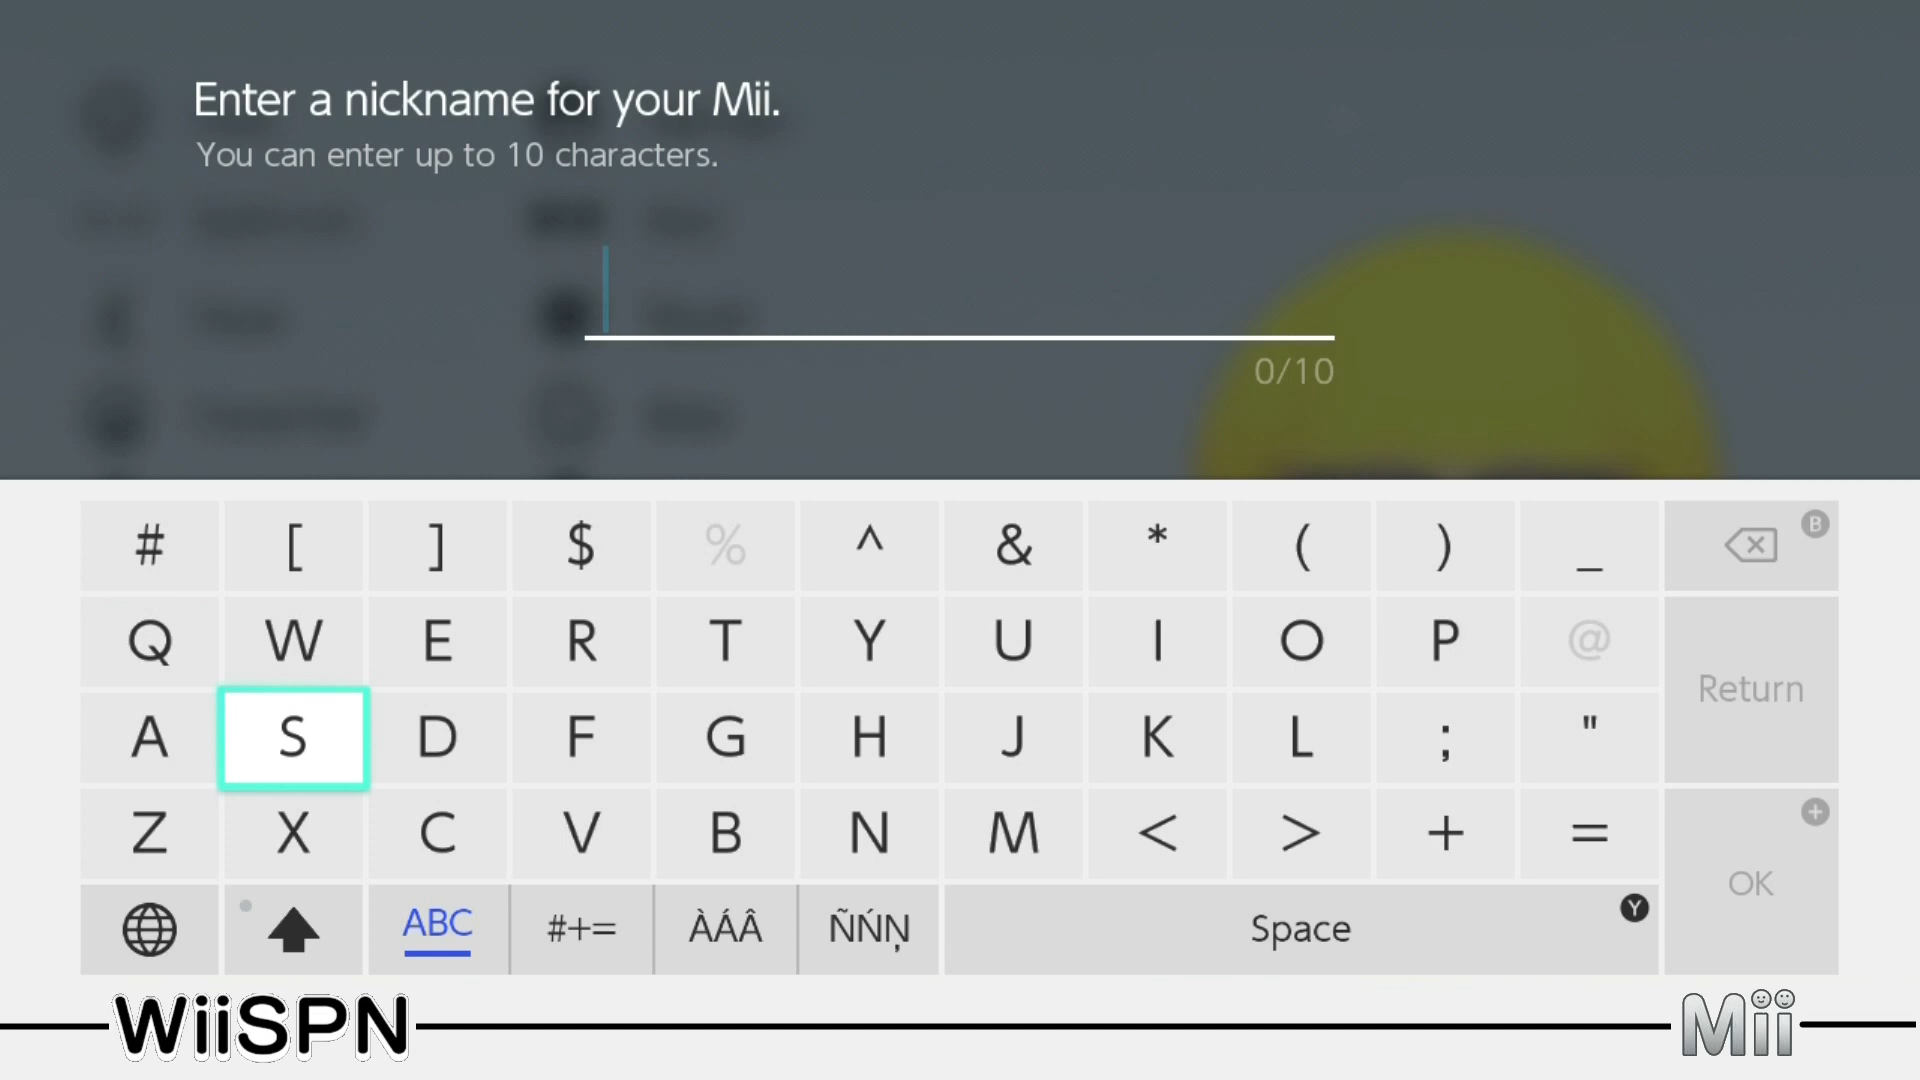 Enter a nickname for your Mii.
You can enter up to 10 characters.
0/10
# [ ] $ % ^ & * ( ) _ B
Q W E R T Y U I O P @ Return
A S D F G H J K L ; "
Z X C V B N M < > + = OK +
ABC #+= ÀÁÂ ÑŃŅ Space Y
WiiSPN Mii